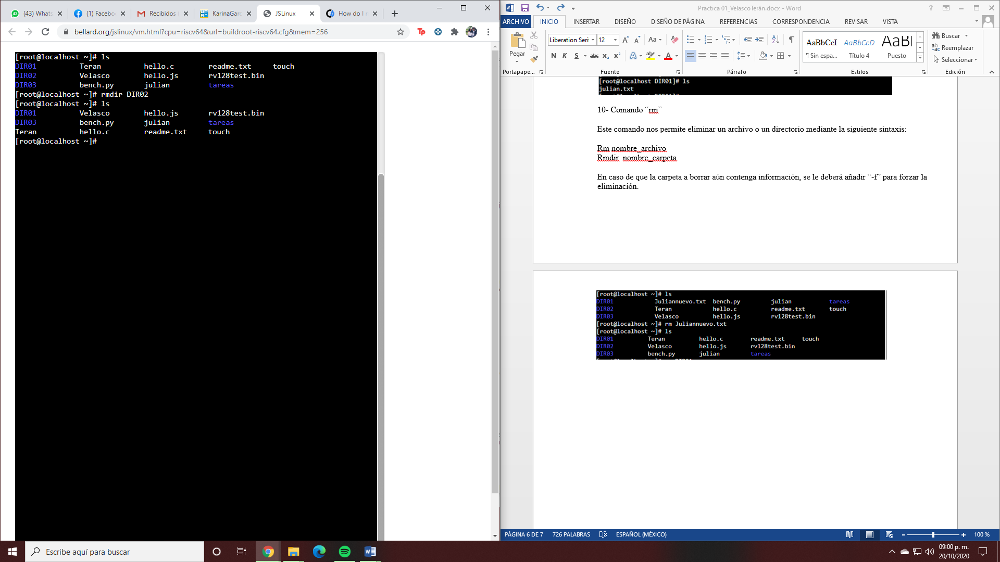 (43) Whats
(1) Facebo
Recibidos
KarinaGarc
JSLinux
How do I r
bellard.org/jslinux/vm.html?cpu=riscv64&url=buildroot-riscv64.cfg&mem=256
[root@localhost ~]# ls
DIR01 Teran hello.c readme.txt touch
DIR02 Velasco hello.js rv128test.bin
DIR03 bench.py julian tareas
[root@localhost ~]# rmdir DIR02
[root@localhost ~]# ls
DIR01 Velasco hello.js rv128test.bin
DIR03 bench.py julian tareas
Teran hello.c readme.txt touch
[root@localhost ~]#
Practica 01_VelascoTerán.docx - Word
ARCHIVO INICIO INSERTAR DISEÑO DISEÑO DE PÁGINA REFERENCIAS CORRESPONDENCIA REVISAR VISTA
Pegar
Portapape...
Liberation Seri 12
N K S abc x₂ x²
Fuente
Párrafo
AaBbCcI AaBbCcD AaBl
¶ Sin espa... Título 4 Puesto
Estilos
Buscar
Reemplazar
Seleccionar
Edición
[root@localhost DIR01]# ls
julian.txt
10- Comando “rm”
Este comando nos permite eliminar un archivo o un directorio mediante la siguiente sintaxis:
Rm nombre_archivo
Rmdir nombre_carpeta
En caso de que la carpeta a borrar aún contenga información, se le deberá añadir “-f” para forzar la
eliminación.
[root@localhost ~]# ls
DIR01 Juliannuevo.txt bench.py julian tareas
DIR02 Teran hello.c readme.txt touch
DIR03 Velasco hello.js rv128test.bin
[root@localhost ~]# rm Juliannuevo.txt
[root@localhost ~]# ls
DIR01 Teran hello.c readme.txt touch
DIR02 Velasco hello.js rv128test.bin
DIR03 bench.py julian tareas
PÁGINA 6 DE 7 726 PALABRAS ESPAÑOL (MÉXICO) 100 %
Escribe aquí para buscar
09:00 p. m.
20/10/2020